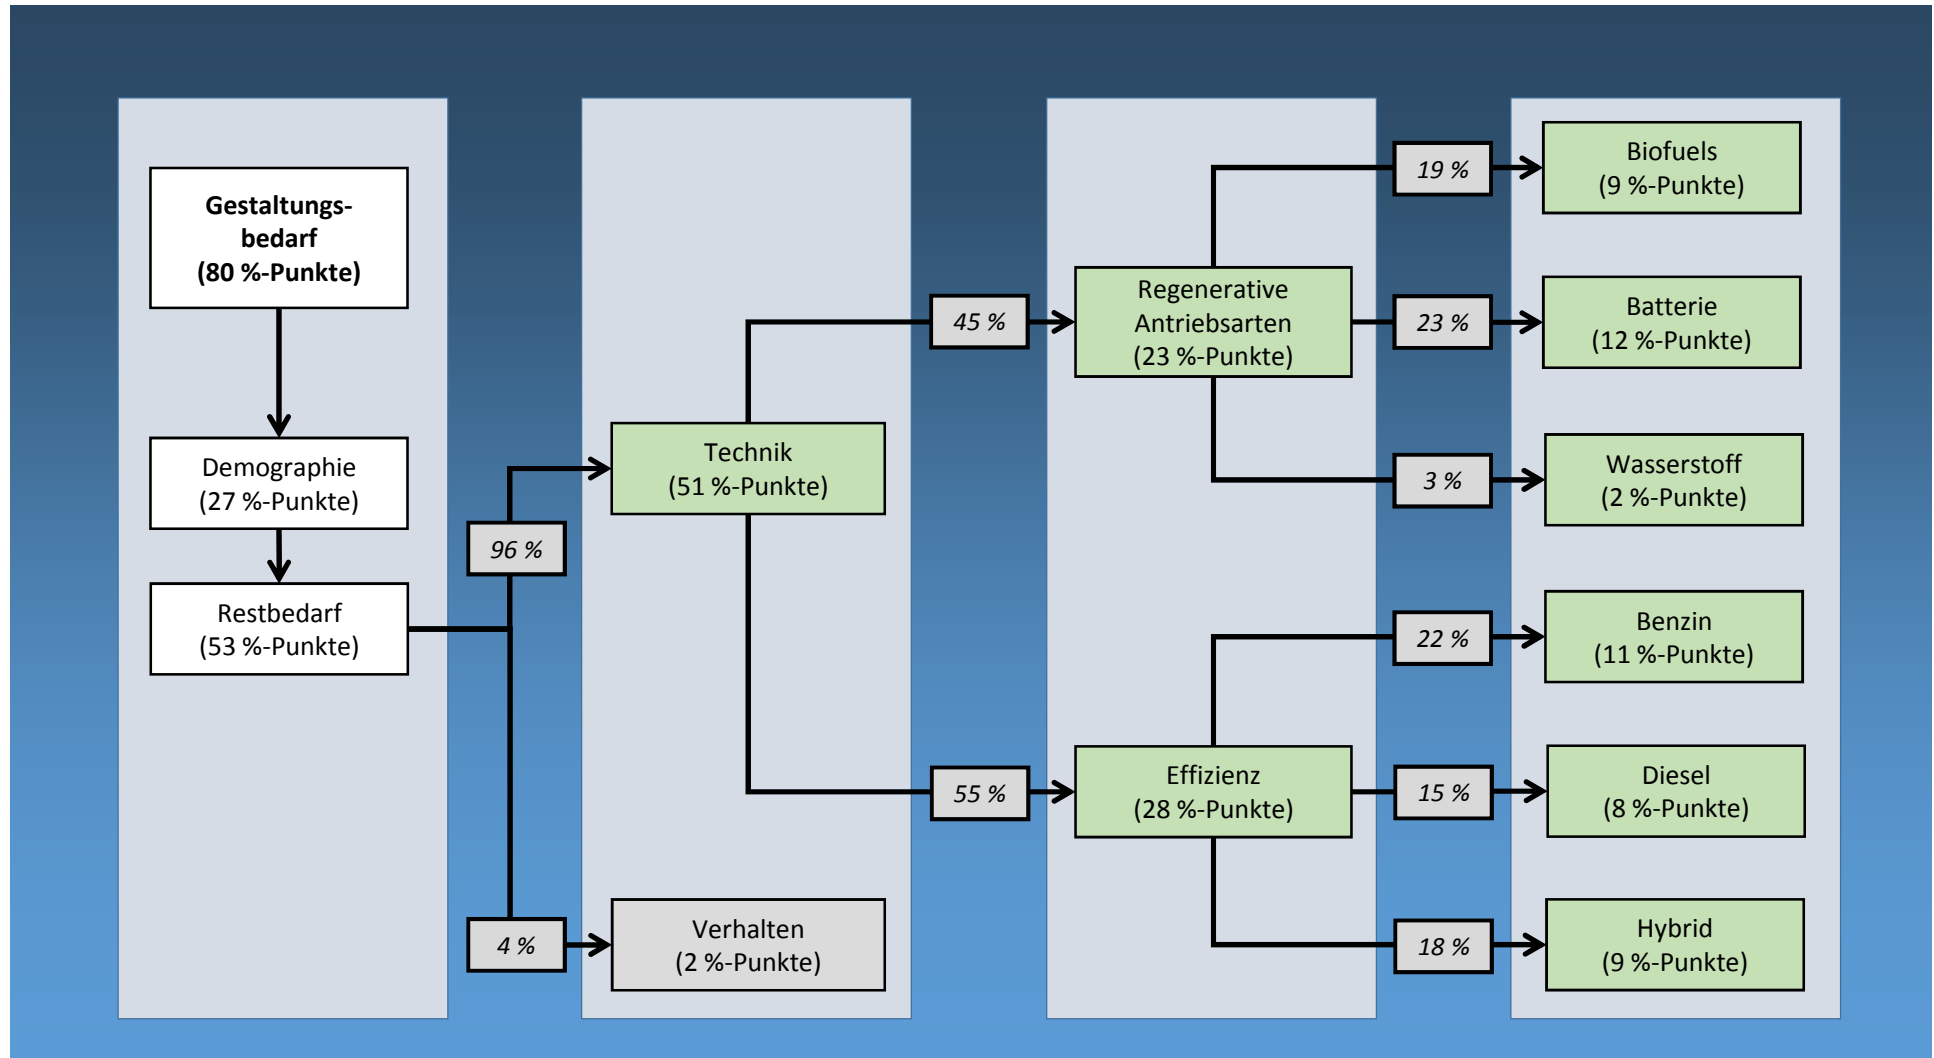 Gestaltungs-
bedarf
(80 %-Punkte)
Demographie
(27 %-Punkte)
Restbedarf
(53 %-Punkte)
96 %
4 %
Technik
(51 %-Punkte)
Verhalten
(2 %-Punkte)
45 %
55 %
Regenerative
Antriebsarten
(23 %-Punkte)
Effizienz
(28 %-Punkte)
19 %
23 %
3 %
22 %
15 %
18 %
Biofuels
(9 %-Punkte)
Batterie
(12 %-Punkte)
Wasserstoff
(2 %-Punkte)
Benzin
(11 %-Punkte)
Diesel
(8 %-Punkte)
Hybrid
(9 %-Punkte)